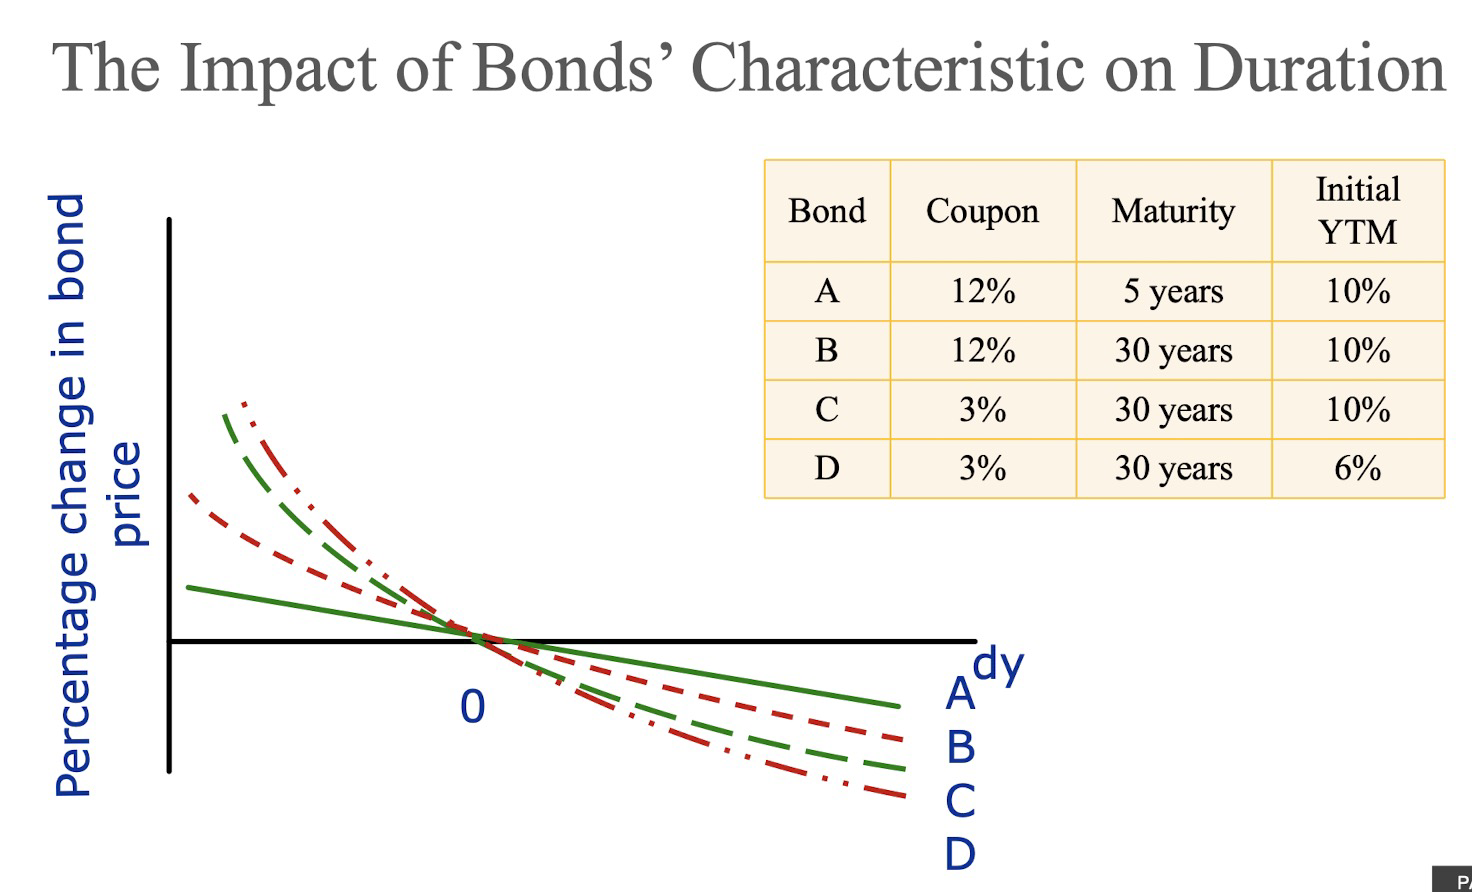 The Impact of Bonds’ Characteristic on Duration
Bond Coupon Maturity Initial YTM
A 12% 5 years 10%
B 12% 30 years 10%
C 3% 30 years 10%
D 3% 30 years 6%
Percentage change in bond
price
0
dy
A
B
C
D